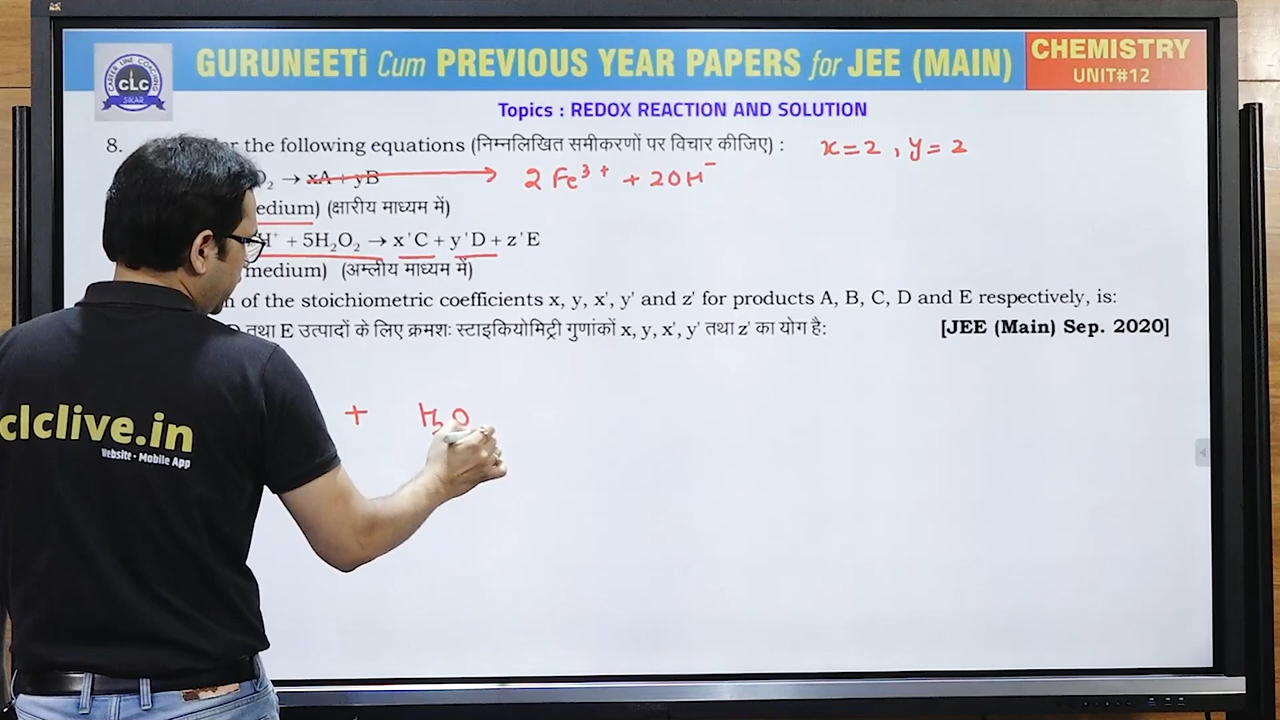 GURUNEETi Cum PREVIOUS YEAR PAPERS for JEE (MAIN)
CHEMISTRY
UNIT#12
CLC
SIKAR
Topics : REDOX REACTION AND SOLUTION
8. the following equations (निम्नलिखित समीकरणों पर विचार कीजिए) : x=2 , y=2
O₂ → xA + yB 2Fe³⁺ + 2OH⁻
edium) (क्षारीय माध्यम में)
H⁺ + 5H₂O₂ → x'C + y'D + z'E
medium) (अम्लीय माध्यम में)
of the stoichiometric coefficients x, y, x', y' and z' for products A, B, C, D and E respectively, is:
तथा E उत्पादों के लिए क्रमशः स्टाइकियोमिट्री गुणांकों x, y, x', y' तथा z' का योग है: [JEE (Main) Sep. 2020]
+ H₂O
clclive.in
Website • Mobile App